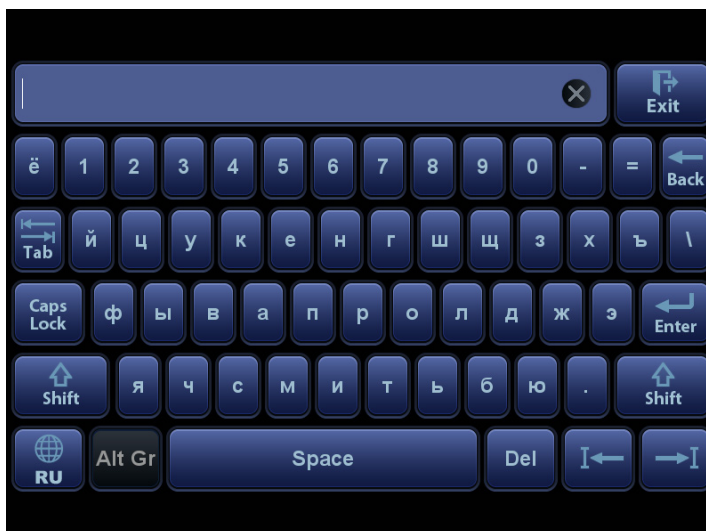 Exit
ё 1 2 3 4 5 6 7 8 9 0 - = Back
Tab й ц у к е н г ш щ з х ъ \
Caps Lock ф ы в а п р о л д ж э Enter
Shift я ч с м и т ь б ю . Shift
RU Alt Gr Space Del